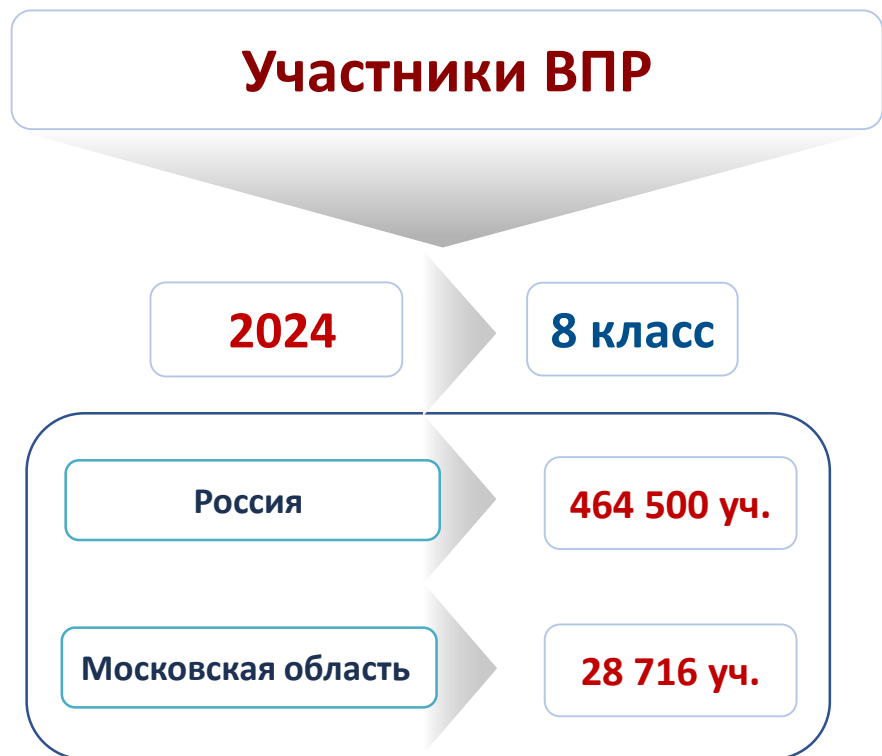 Участники ВПР
2024
8 класс
Россия
464 500 уч.
Московская область
28 716 уч.